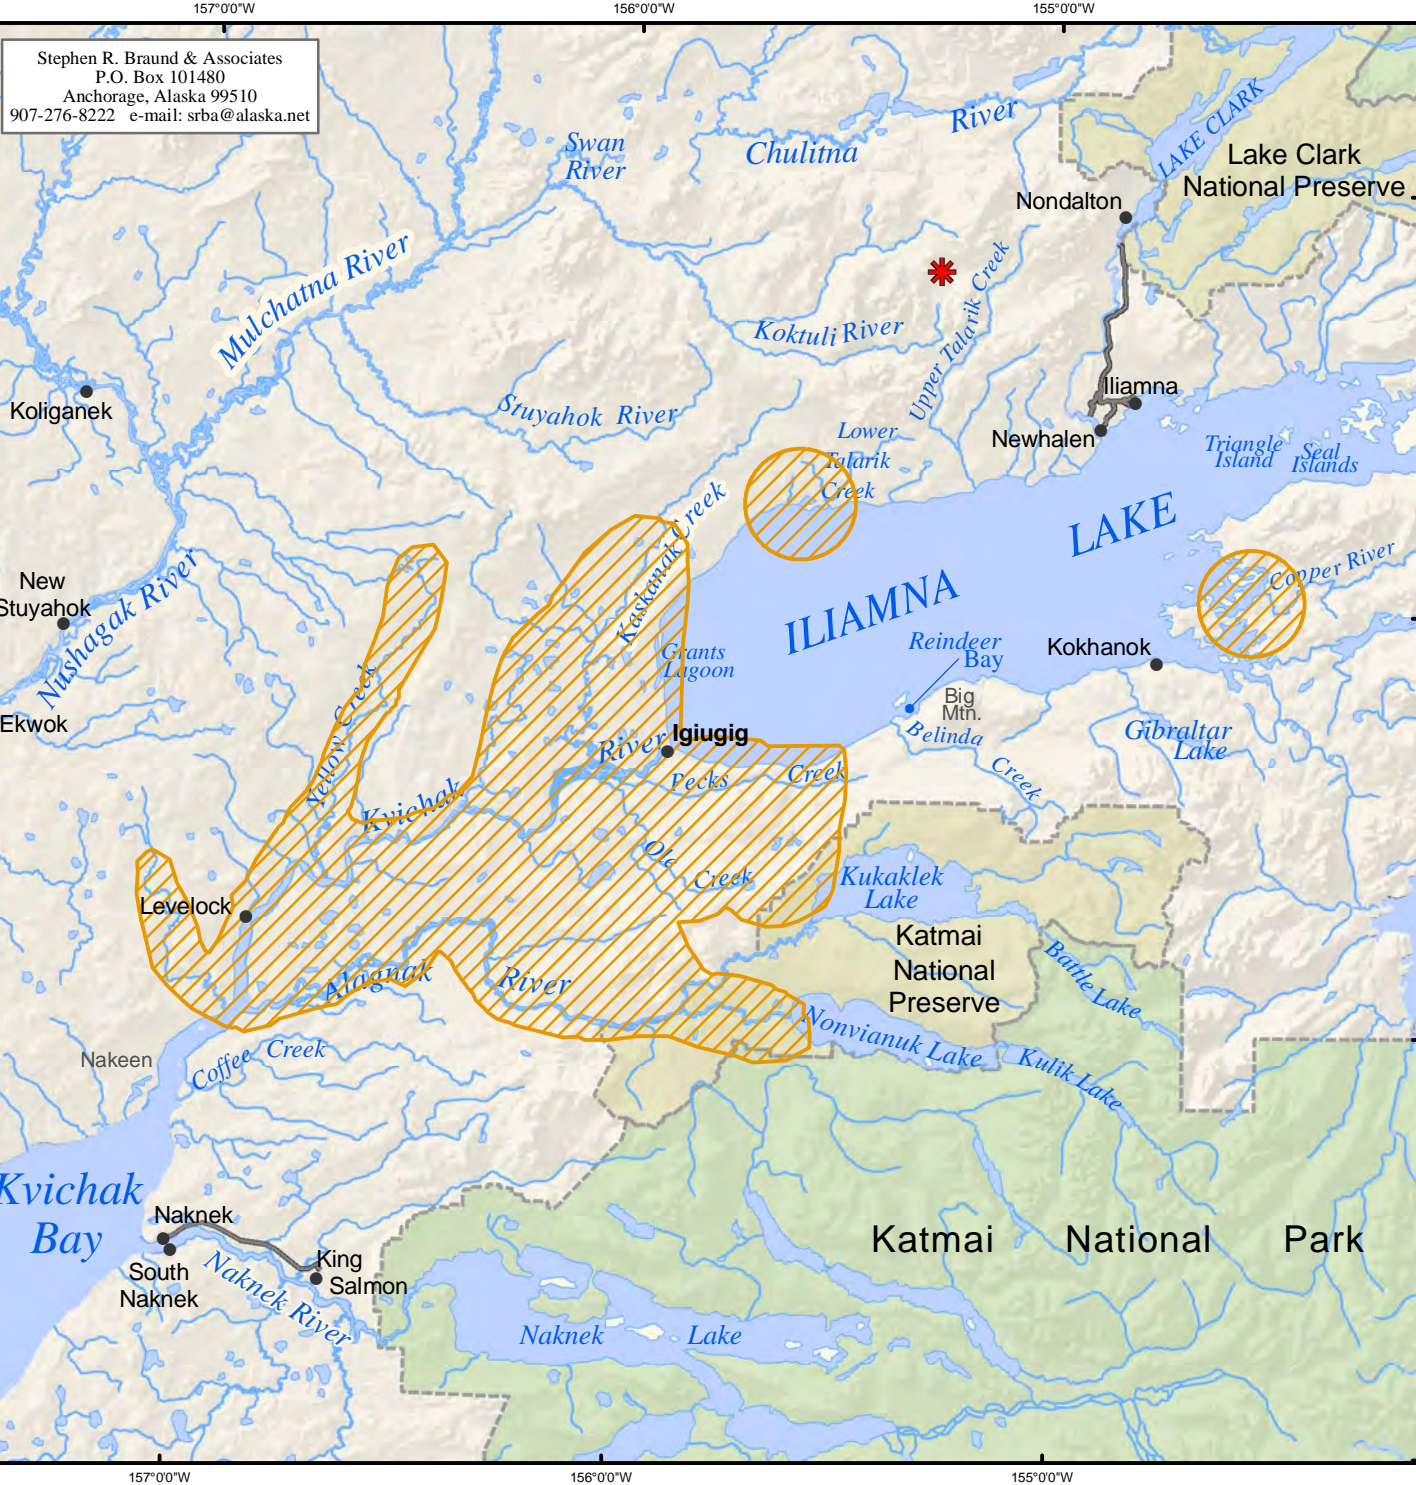 157°0'0"W
156°0'0"W
155°0'0"W
Stephen R. Braund & Associates
P.O. Box 101480
Anchorage, Alaska 99510
907-276-8222 e-mail: srba@alaska.net
Swan
River
Chulitna
River
LAKE CLARK
Lake Clark
National Preserve
Nondalton
Mulchatna River
Koktuli River
Upper Talarik Creek
Koliganek
Stuyahok River
Iliamna
Newhalen
Lower
Talarik
Creek
Triangle
Island
Seal
Islands
LAKE
ILIAMNA
Kaskanak Creek
Copper River
New
Stuyahok
Nushagak River
Ekwok
Grants
Lagoon
Reindeer
Bay
Kokhanok
Big
Mtn.
Belinda
Creek
Gibraltar
Lake
Yellow Creek
River
Igiugig
Pecks
Creek
Kvichak
Ole
Creek
Kukaklek
Lake
Levelock
Katmai
National
Preserve
Battle Lake
Alagnak
River
Nonvianuk Lake
Kulik Lake
Nakeen
Coffee Creek
Kvichak
Bay
Naknek
South
Naknek
King
Salmon
Naknek River
Katmai National Park
Naknek Lake
157°0'0"W
156°0'0"W
155°0'0"W